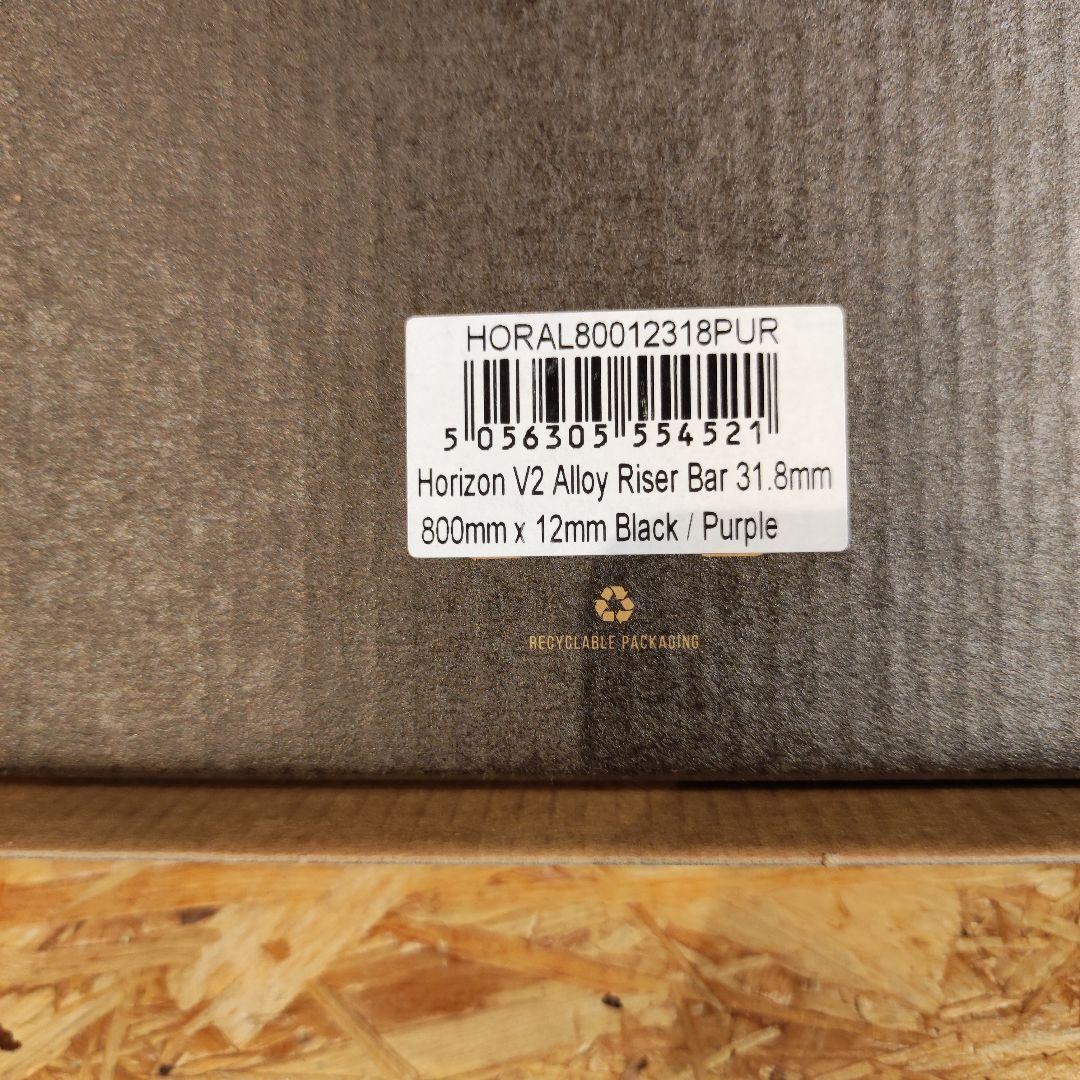 HORAL80012318PUR
5 056305 554521
Horizon V2 Alloy Riser Bar 31.8mm
800mm x 12mm Black / Purple
RECYCLABLE PACKAGING